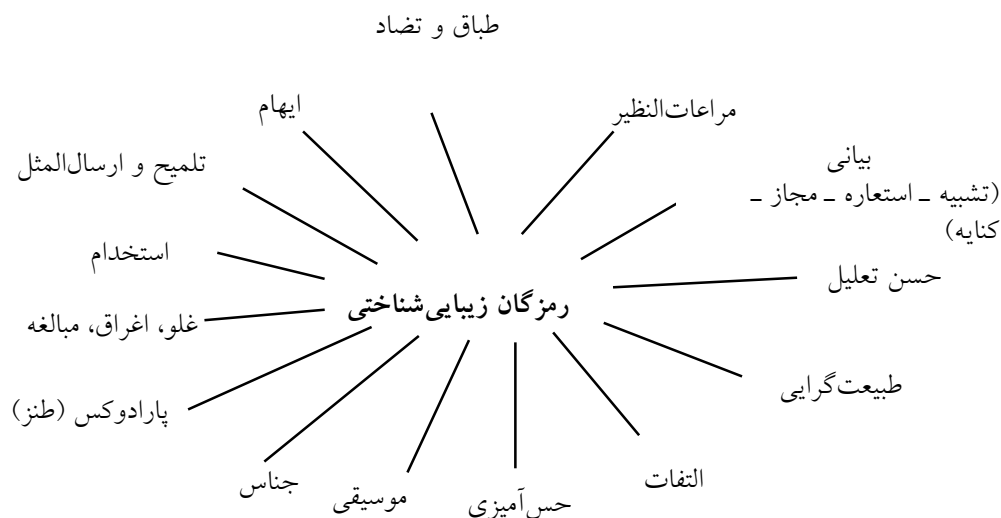 طباق و تضاد
مراعات‌النظیر
ایهام
بیانی
(تشبیه ـ استعاره ـ مجاز ـ
کنایه)
تلمیح و ارسال‌المثل
استخدام
حسن تعلیل
رمزگان زیبایی‌شناختی
غلو، اغراق، مبالغه
طبیعت‌گرایی
پارادوکس (طنز)
التفات
جناس
موسیقی
حس‌آمیزی